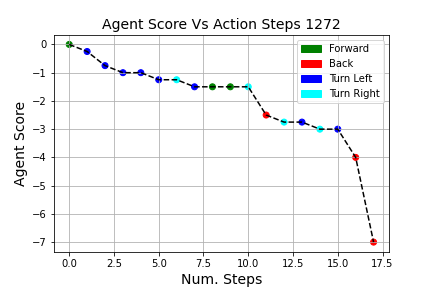 Agent Score Vs Action Steps 1272
Forward
Back
Turn Left
Turn Right
Agent Score
0
−1
−2
−3
−4
−5
−6
−7
0.0 2.5 5.0 7.5 10.0 12.5 15.0 17.5
Num. Steps